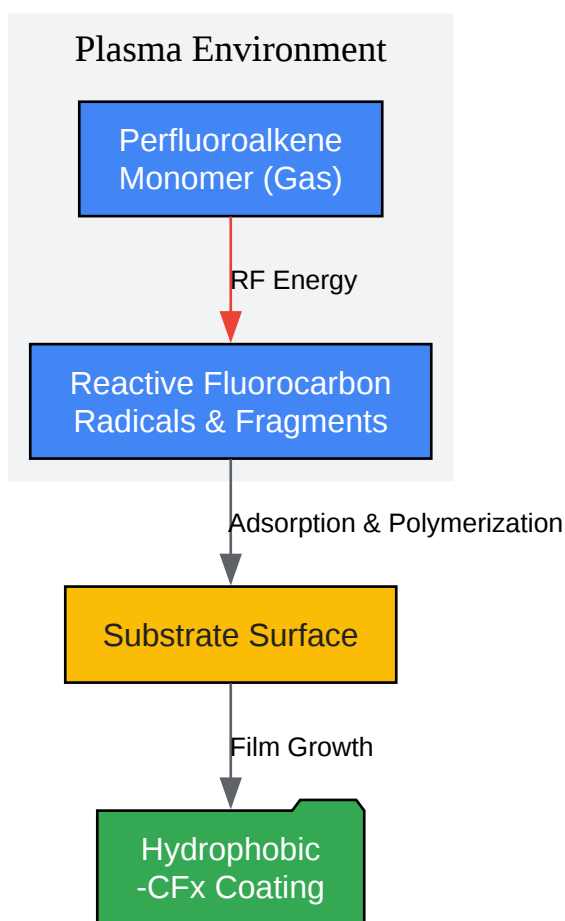 Plasma Environment
Perfluoroalkene
Monomer (Gas)
RF Energy
Reactive Fluorocarbon
Radicals & Fragments
Adsorption & Polymerization
Substrate Surface
Film Growth
Hydrophobic
-CFx Coating